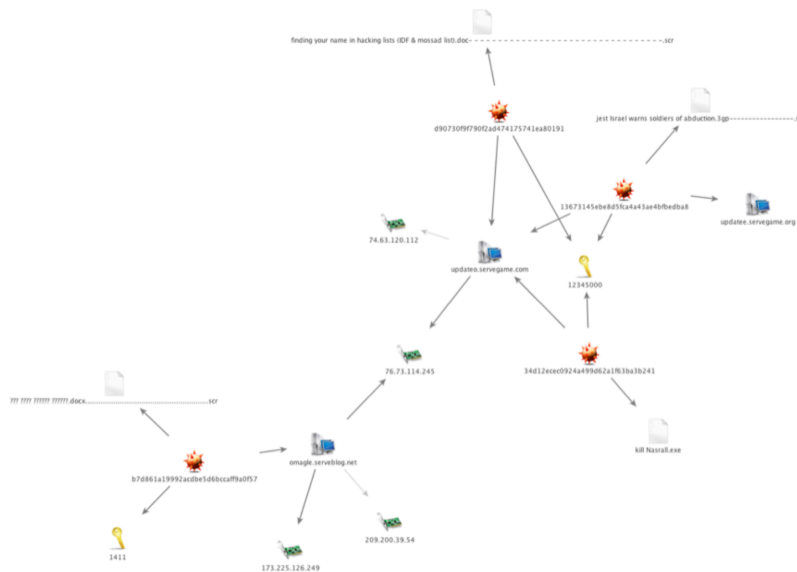 finding your name in hacking lists (IDF & mossad list).doc- - - - - - - - - - - - - - - - - - - - - - - - - - - - - - - -.scr
d90730f9f790f2ad474175741ea80191
jest Israel warns soldiers of abduction.3gp----------------.
13673145ebe8d5fca4a43ae4bfbedba8
updatee.servegame.org
74.63.120.112
updateo.servegame.com
12345000
76.73.114.245
34d12ecec0924a499d62a1f63ba3b241
??? ???? ?????? ??????.docx..................................................scr
kill Nasrall.exe
omagle.serveblog.net
b7d861a19992acdbe5d6bccaff9a0f57
209.200.39.54
1411
173.225.126.249